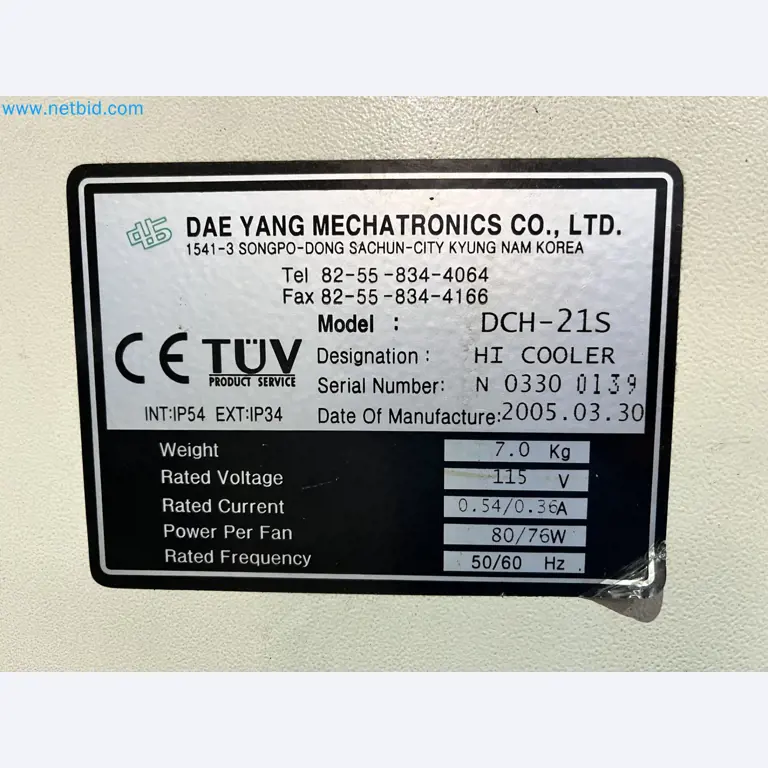 www.netbid.com
DAE YANG MECHATRONICS CO., LTD.
1541-3 SONGPO-DONG SACHUN-CITY KYUNG NAM KOREA
Tel 82-55-834-4064
Fax 82-55-834-4166
Model : DCH-21S
CE TÜV Designation : HI COOLER
PRODUCT SERVICE Serial Number: N 0330 0139
INT:IP54 EXT:IP34 Date Of Manufacture:2005.03.30
Weight 7.0 Kg
Rated Voltage 115 V
Rated Current 0.54/0.36A
Power Per Fan 80/76W
Rated Frequency 50/60 Hz